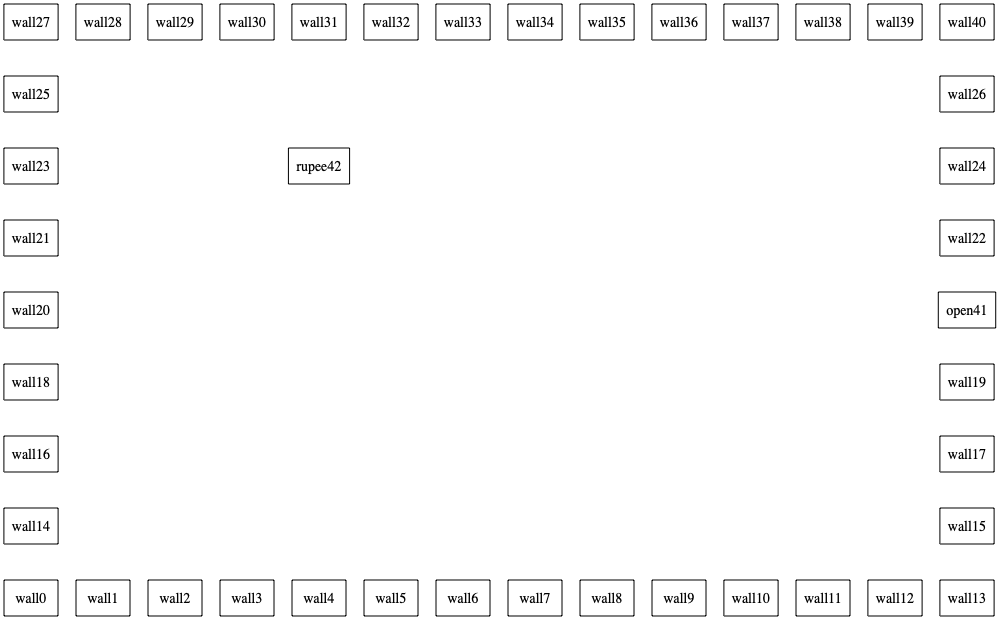 wall27 wall28 wall29 wall30 wall31 wall32 wall33 wall34 wall35 wall36 wall37 wall38 wall39 wall40
wall25 wall26
wall23 rupee42 wall24
wall21 wall22
wall20 open41
wall18 wall19
wall16 wall17
wall14 wall15
wall0 wall1 wall2 wall3 wall4 wall5 wall6 wall7 wall8 wall9 wall10 wall11 wall12 wall13